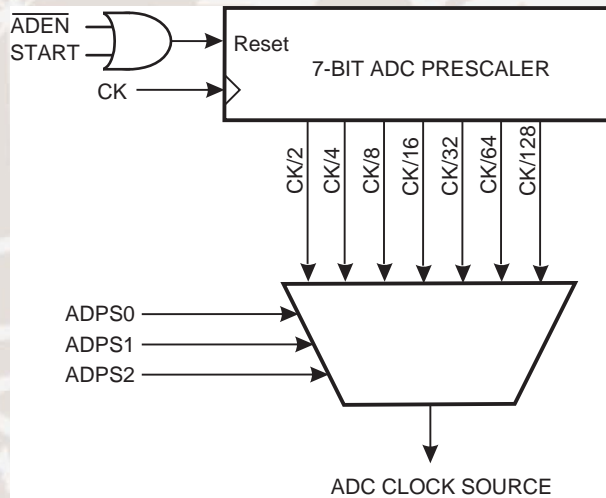 ADEN
START
Reset
7-BIT ADC PRESCALER
CK
CK/2
CK/4
CK/8
CK/16
CK/32
CK/64
CK/128
ADPS0
ADPS1
ADPS2
ADC CLOCK SOURCE